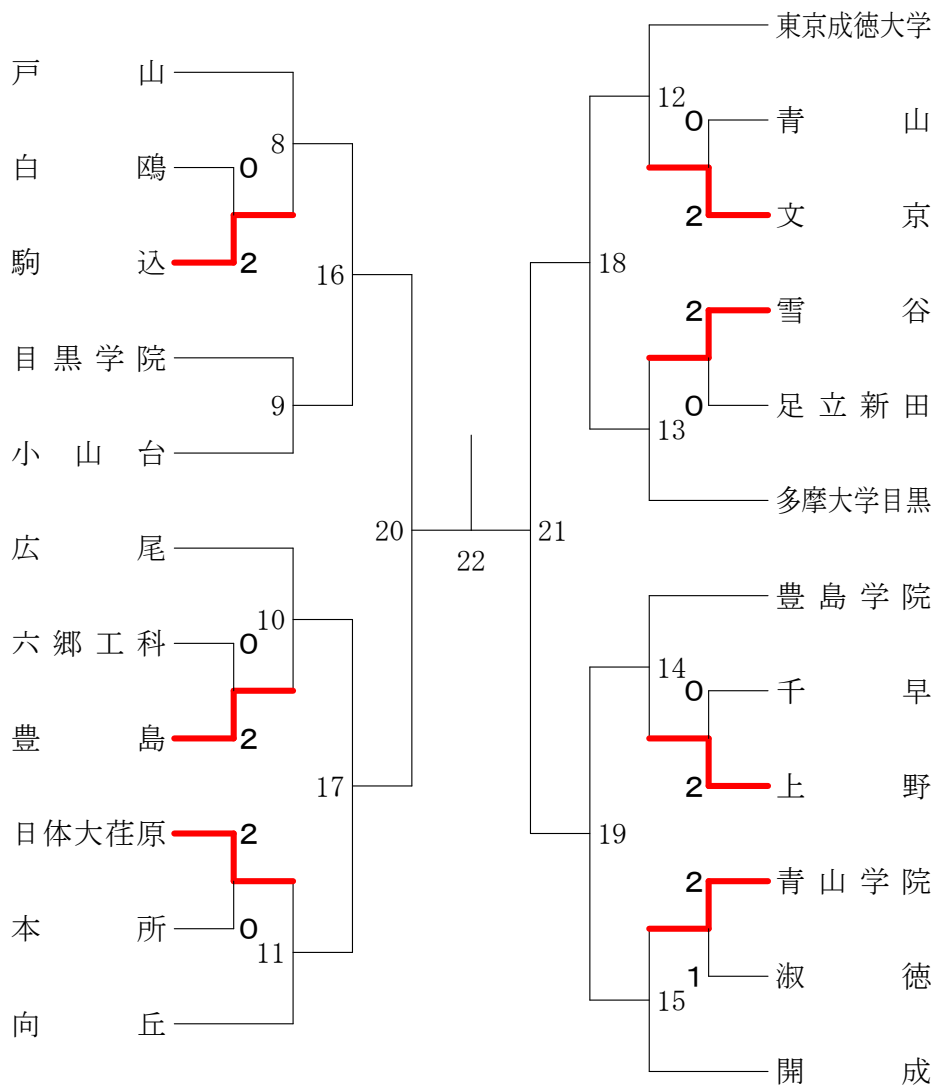 戸山
8
白鴎
0
駒込
2
16
目黒学院
9
小山台
20
広尾
10
六郷工科
0
豊島
2
17
日体大荏原
2
本所
0
11
向丘
22
東京成徳大学
12
0
青山
2
文京
18
2
雪谷
0
足立新田
13
多摩大学目黒
21
豊島学院
14
0
千早
2
上野
19
2
青山学院
1
淑徳
15
開成